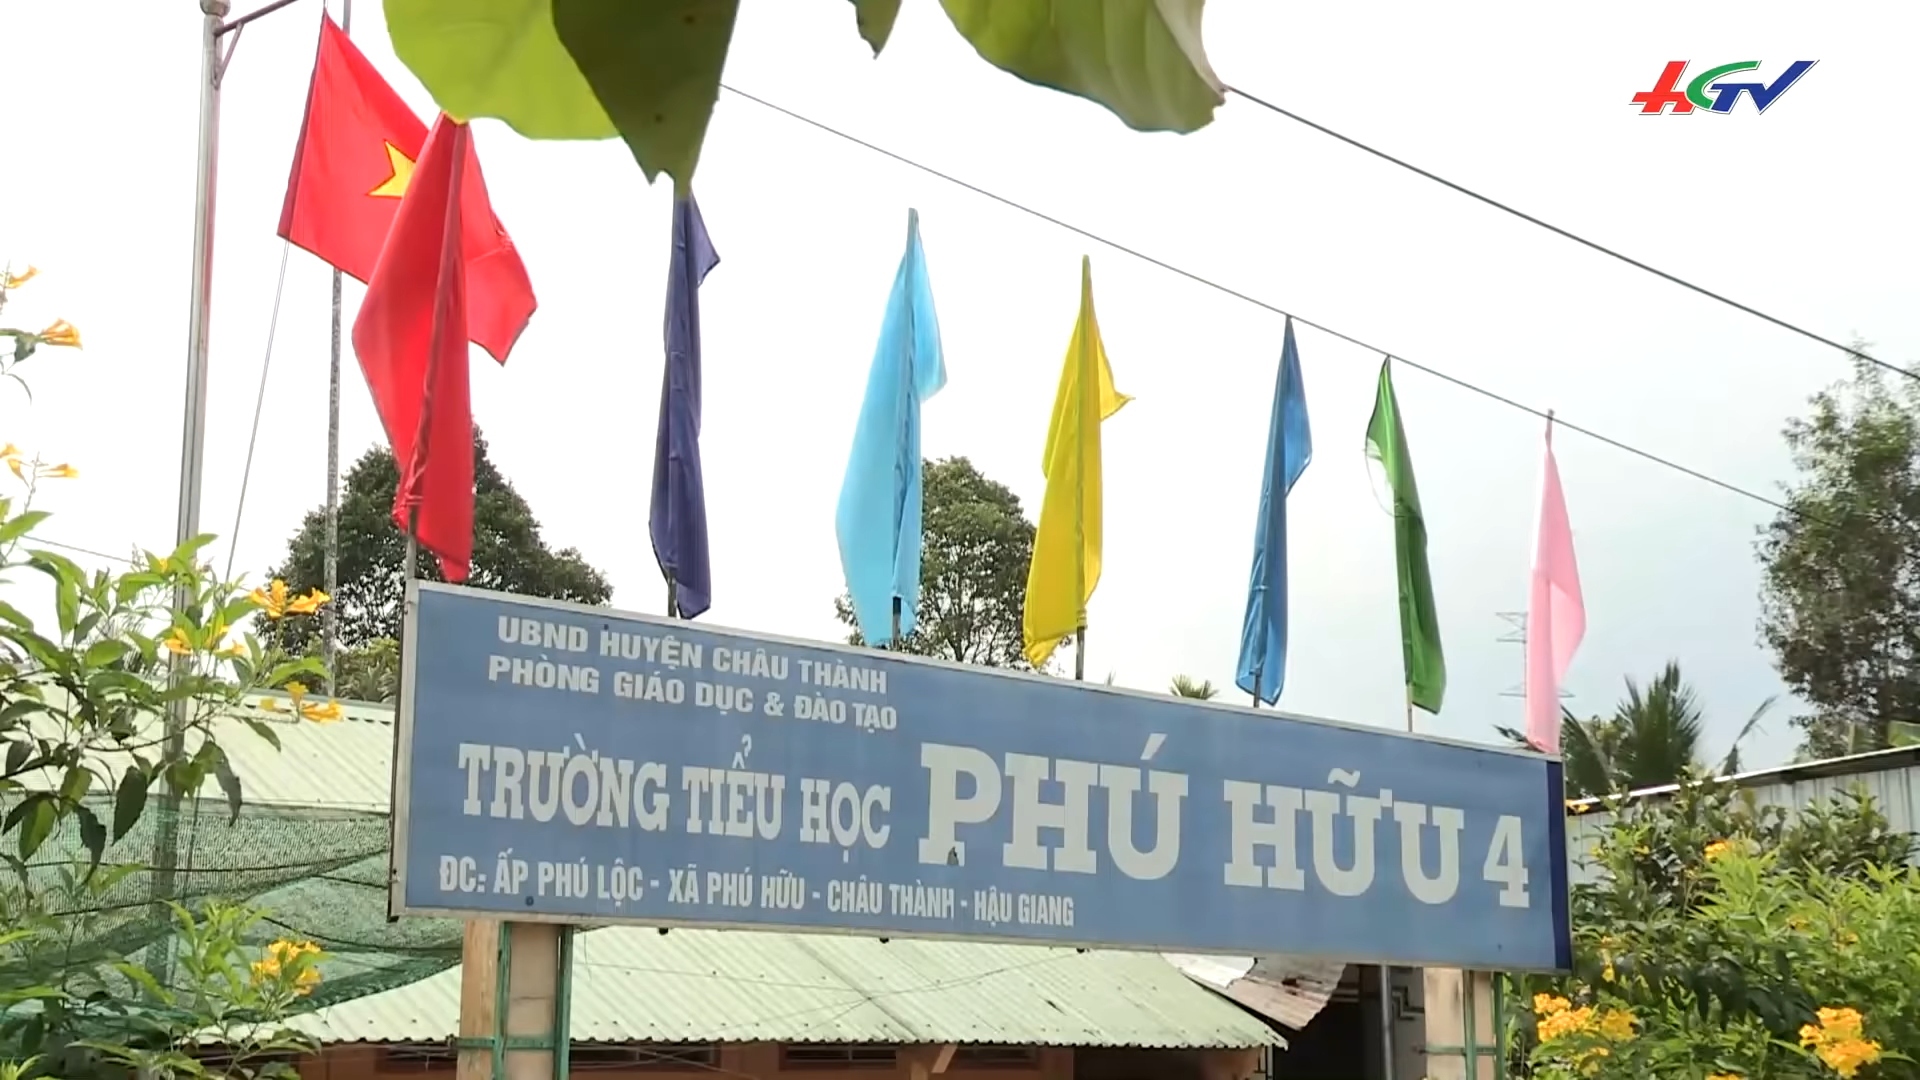 HGTV
UBND HUYỆN CHÂU THÀNH
PHÒNG GIÁO DỤC & ĐÀO TẠO
TRƯỜNG TIỂU HỌC PHÚ HỮU 4
ĐC: ẤP PHÚ LỘC - XÃ PHÚ HỮU - CHÂU THÀNH - HẬU GIANG